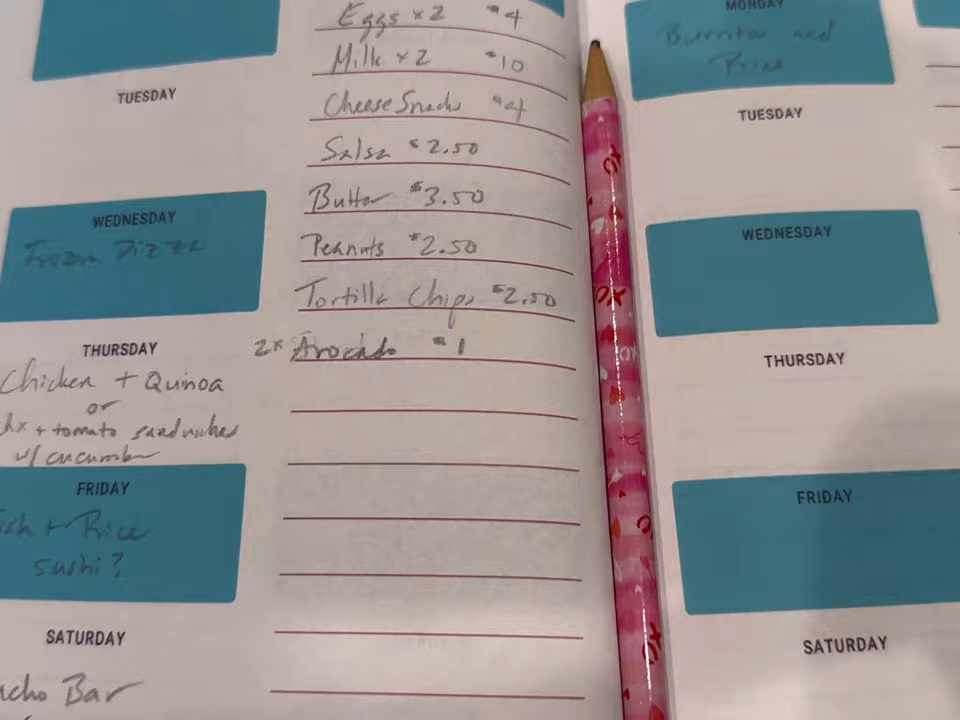 TUESDAY
WEDNESDAY
Frozen Pizza
THURSDAY
Chicken + Quinoa
or
+ tomato sandwiches
w/ cucumber
FRIDAY
+ Rice
sushi?
SATURDAY
Bar
Eggs x2 $4
Milk x2 $10
Cheese Snacks $4
Salsa $2.50
Butter $3.50
Peanuts $2.50
Tortilla Chips $2.50
2x Avocado $1
MONDAY
Burritos and
Rice
TUESDAY
WEDNESDAY
THURSDAY
FRIDAY
SATURDAY